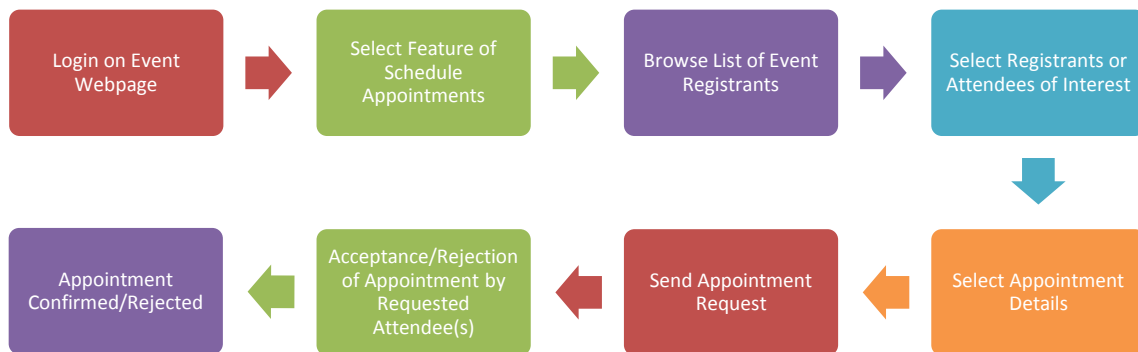 Login on Event
Webpage
Select Feature of
Schedule
Appointments
Browse List of Event
Registrants
Select Registrants or
Attendees of Interest
Select Appointment
Details
Send Appointment
Request
Acceptance/Rejection
of Appointment by
Requested
Attendee(s)
Appointment
Confirmed/Rejected